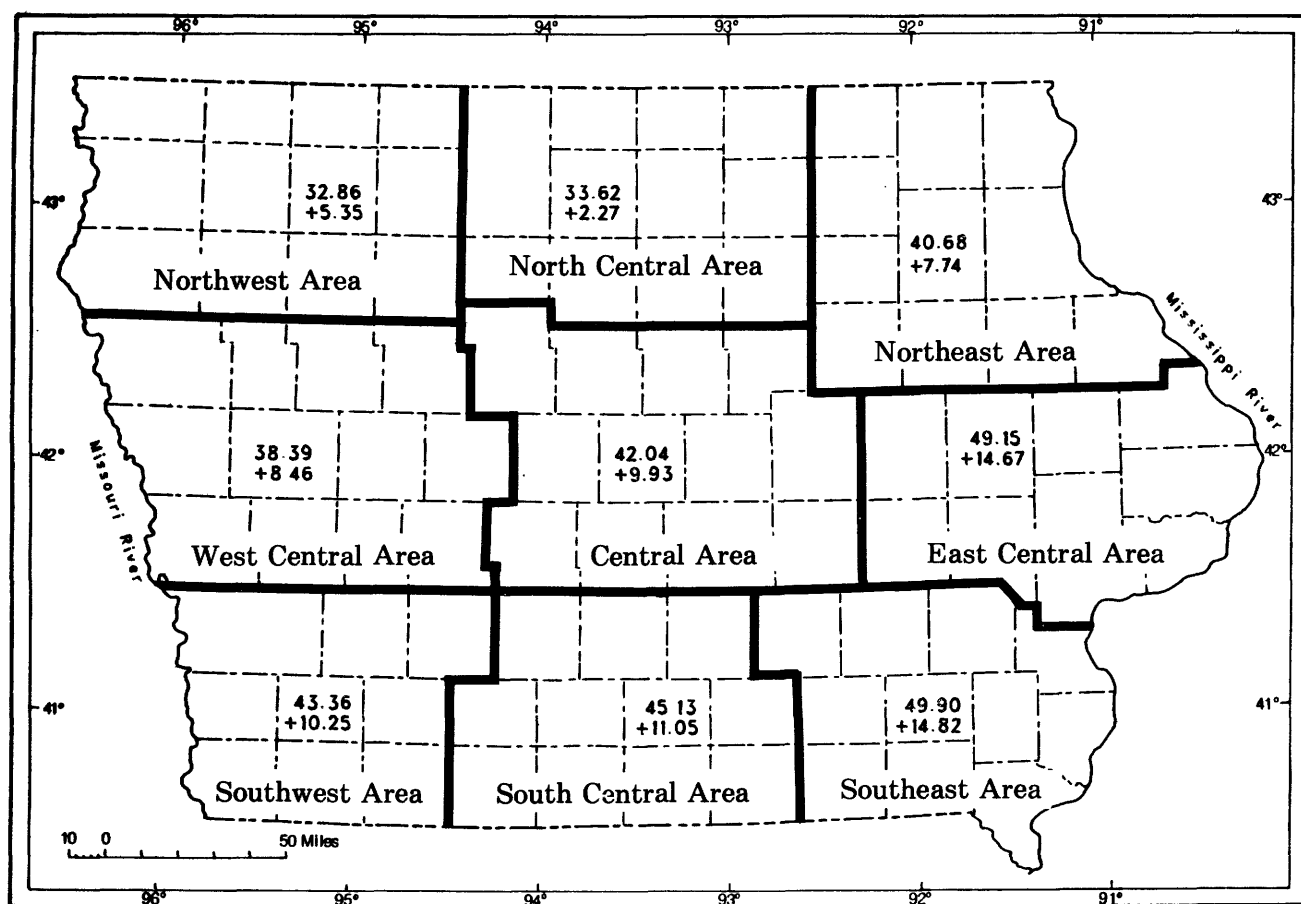 96° 95° 94° 93° 92° 91°
43° 43°
32.86
+5.35
Northwest Area
33.62
+2.27
North Central Area
40.68
+7.74
Northeast Area
Mississippi River
42° 42°
38.39
+8 46
West Central Area
Missouri River
42.04
+9.93
Central Area
49.15
+14.67
East Central Area
41° 41°
43.36
+10.25
Southwest Area
45 13
+11.05
South Central Area
49.90
+14.82
Southeast Area
10 0 50 Miles
96° 95° 94° 93° 92° 91°